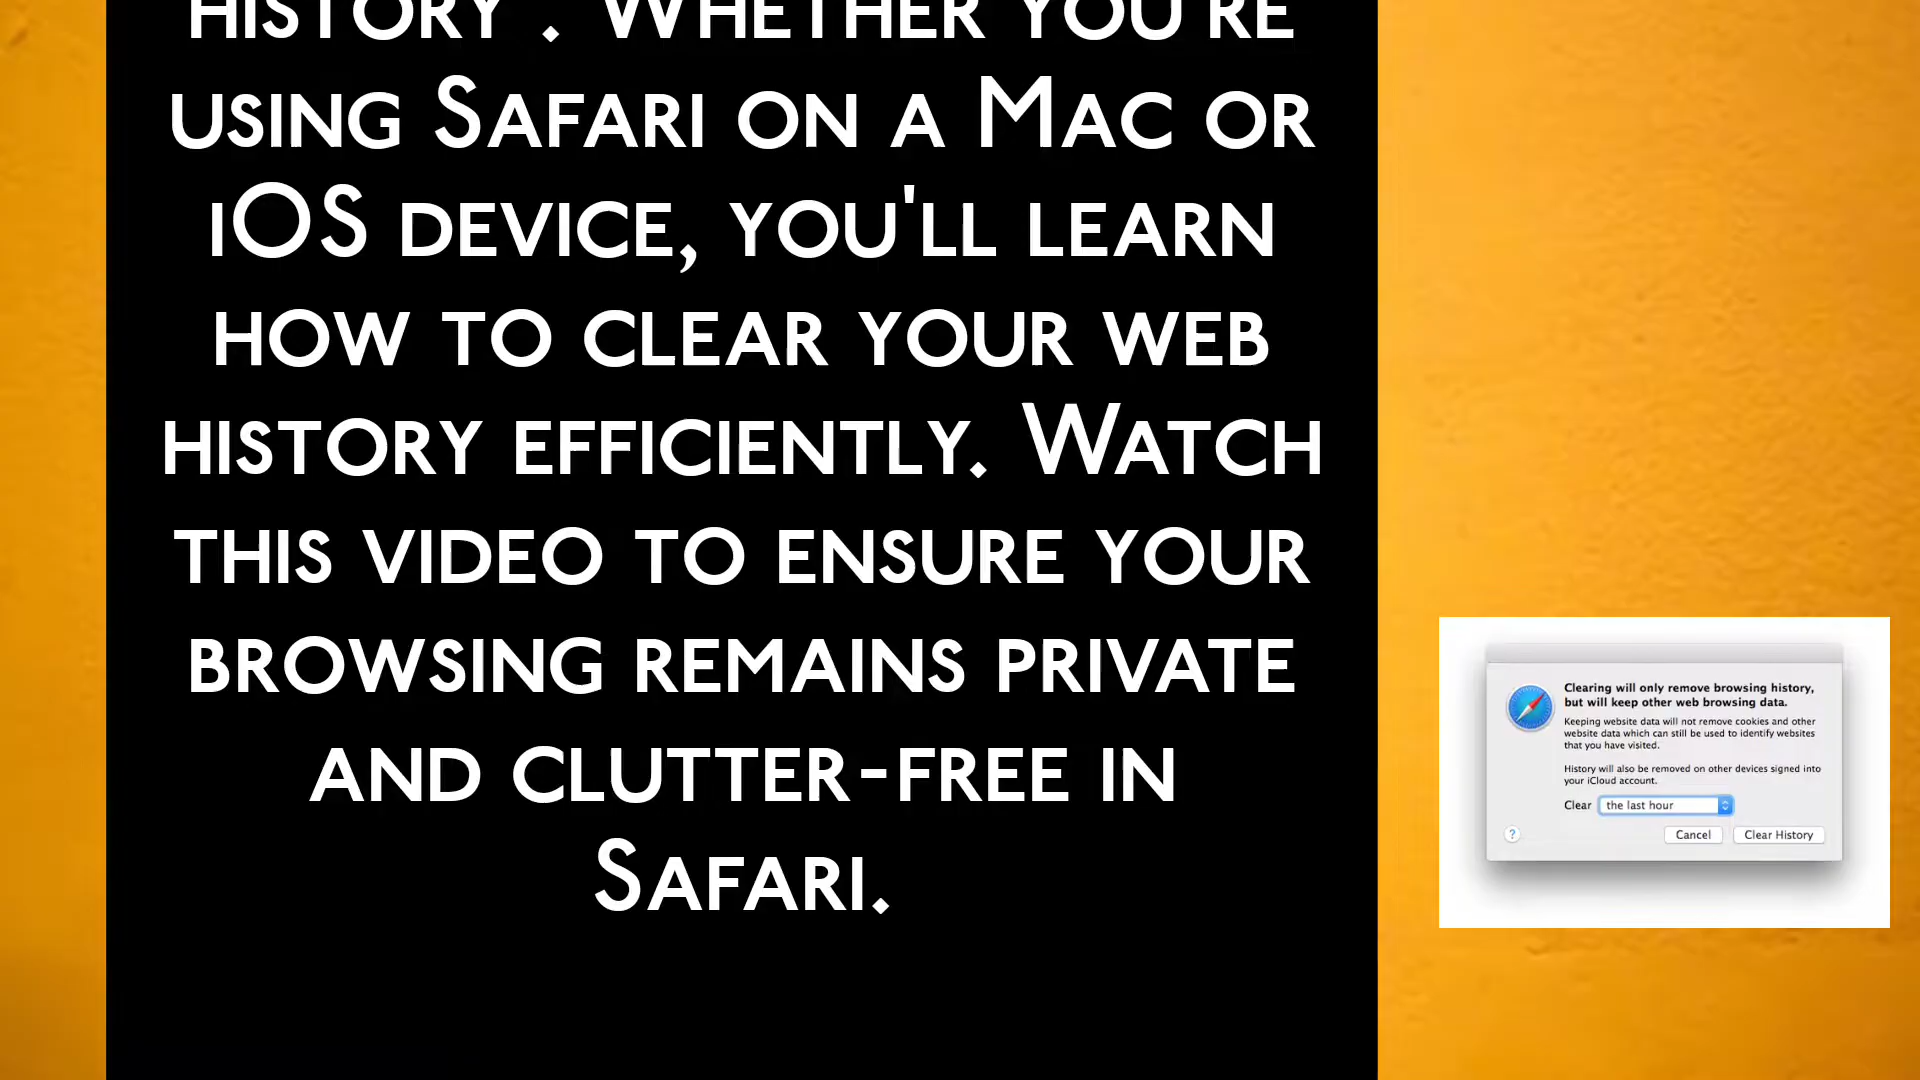 HISTORY". WHETHER YOU'RE
USING SAFARI ON A MAC OR
iOS DEVICE, YOU'LL LEARN
HOW TO CLEAR YOUR WEB
HISTORY EFFICIENTLY. WATCH
THIS VIDEO TO ENSURE YOUR
BROWSING REMAINS PRIVATE
AND CLUTTER-FREE IN
SAFARI.
Clearing will only remove browsing history,
but will keep other web browsing data.
Keeping website data will not remove cookies and other
website data which can still be used to identify websites
that you have visited.
History will also be removed on other devices signed into
your iCloud account.
Clear the last hour
? Cancel Clear History